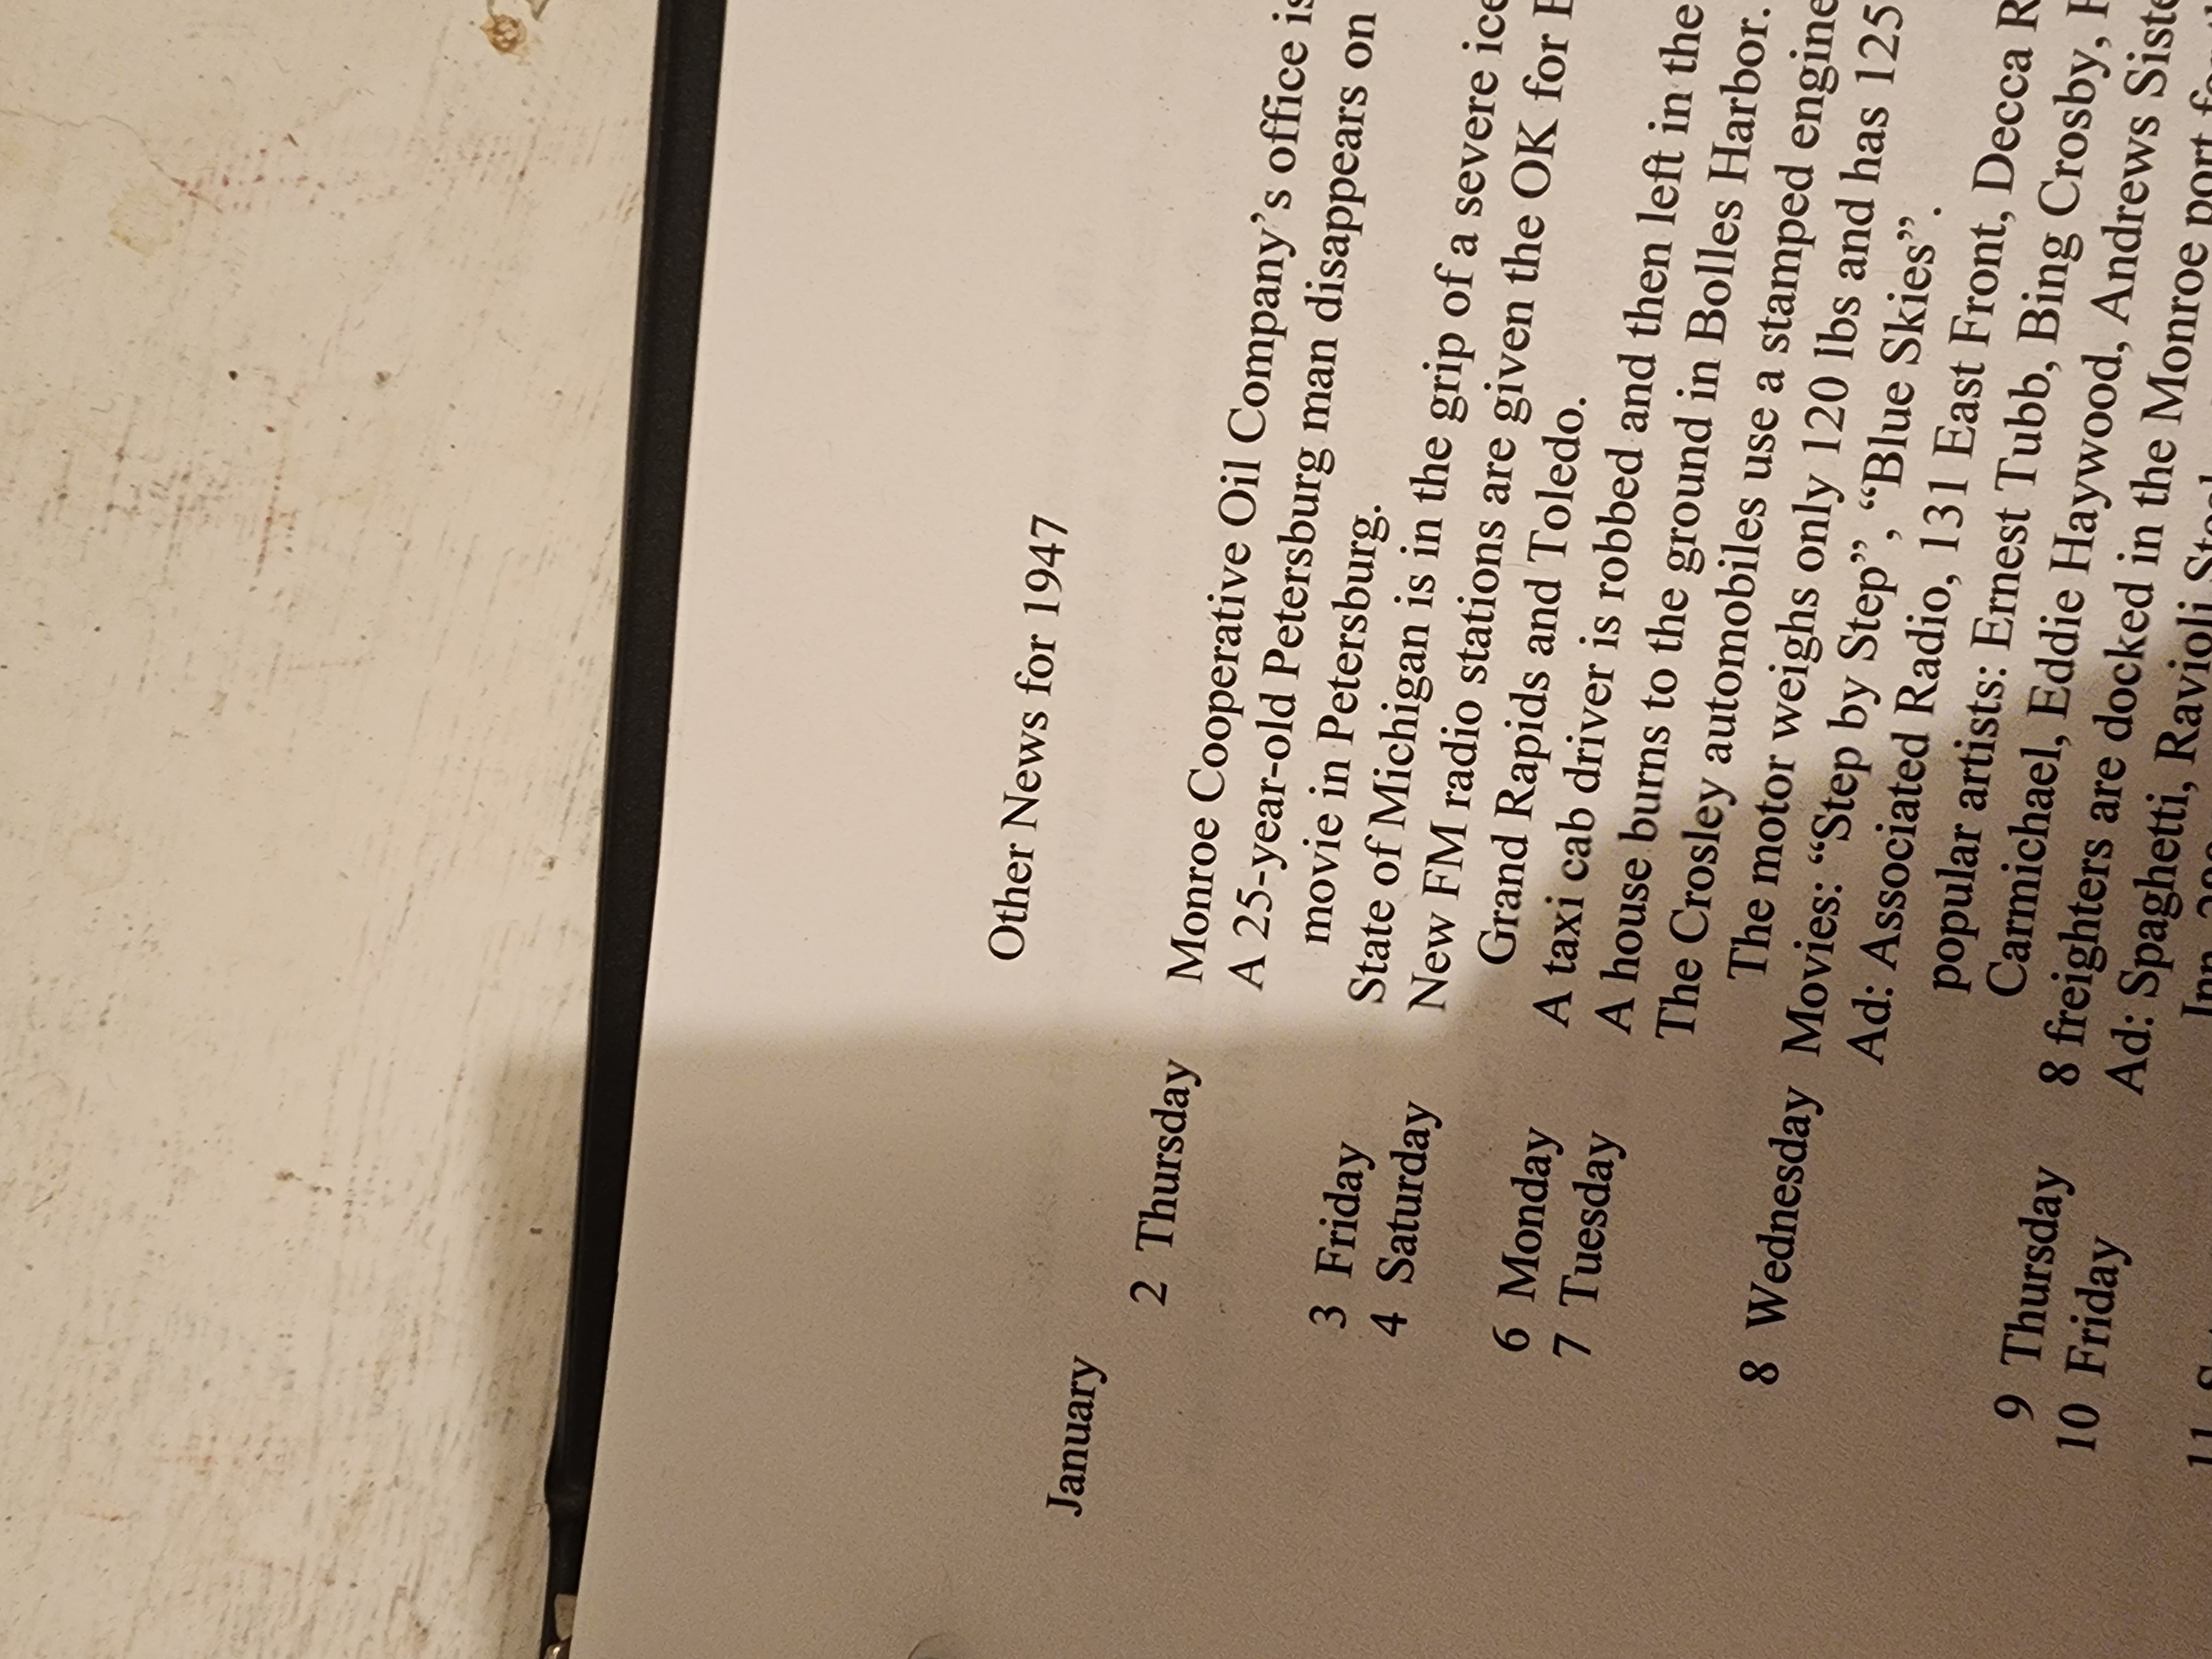 Other News for 1947
January
2 Thursday Monroe Cooperative Oil Company's office is
A 25-year-old Petersburg man disappears on
movie in Petersburg.
3 Friday State of Michigan is in the grip of a severe ice
4 Saturday New FM radio stations are given the OK for
Grand Rapids and Toledo.
6 Monday A taxi cab driver is robbed and then left in the
7 Tuesday A house burns to the ground in Bolles Harbor.
The Crosley automobiles use a stamped engine
The motor weighs only 120 lbs and has 125
8 Wednesday Movies: “Step by Step”, “Blue Skies”.
Ad: Associated Radio, 131 East Front, Decca
popular artists: Ernest Tubb, Bing Crosby,
Carmichael, Eddie Haywood, Andrews
9 Thursday 8 freighters are docked in the Monroe port
10 Friday Ad: Spaghetti, Ravioli
11